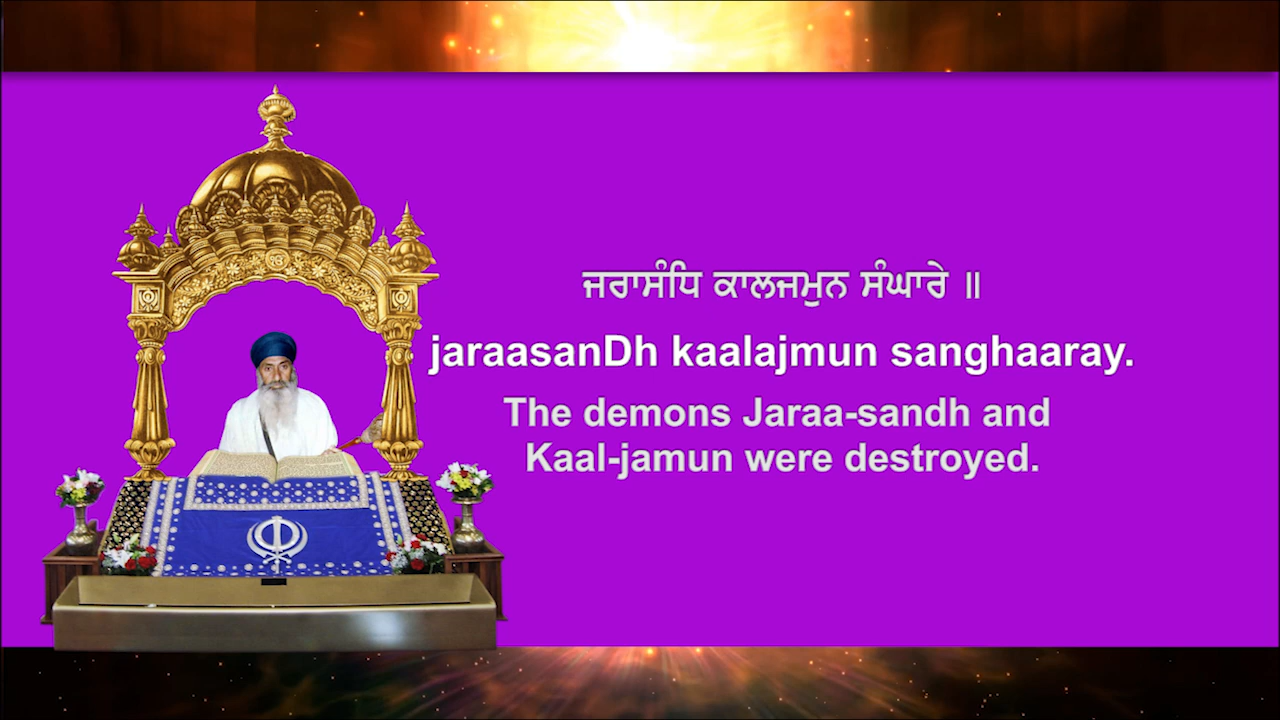 ਜਰਾਸੰਧਿ ਕਾਲਜਮੁਨ ਸੰਘਾਰੇ ॥
jaraasanDh kaalajmun sanghaaray.
The demons Jaraa-sandh and
Kaal-jamun were destroyed.